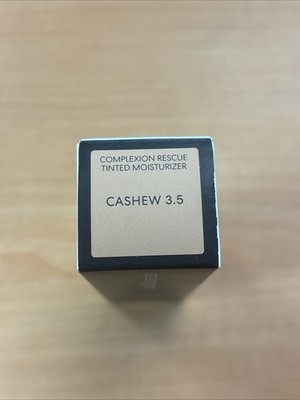 COMPLEXION RESCUE
TINTED MOISTURIZER
CASHEW 3.5